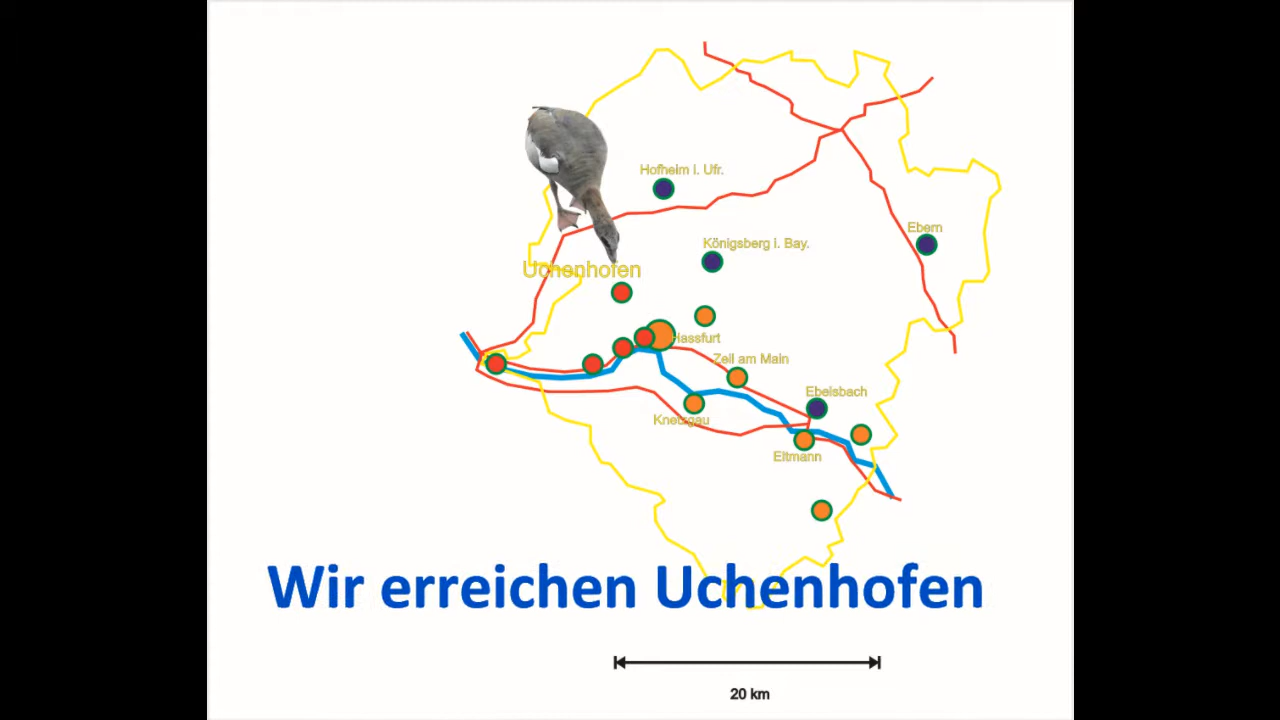 Hofheim i. Ufr.
Ebern
Königsberg i. Bay.
Uchenhofen
Hassfurt
Zeil am Main
Ebelsbach
Knetzgau
Eltmann
Wir erreichen Uchenhofen
20 km